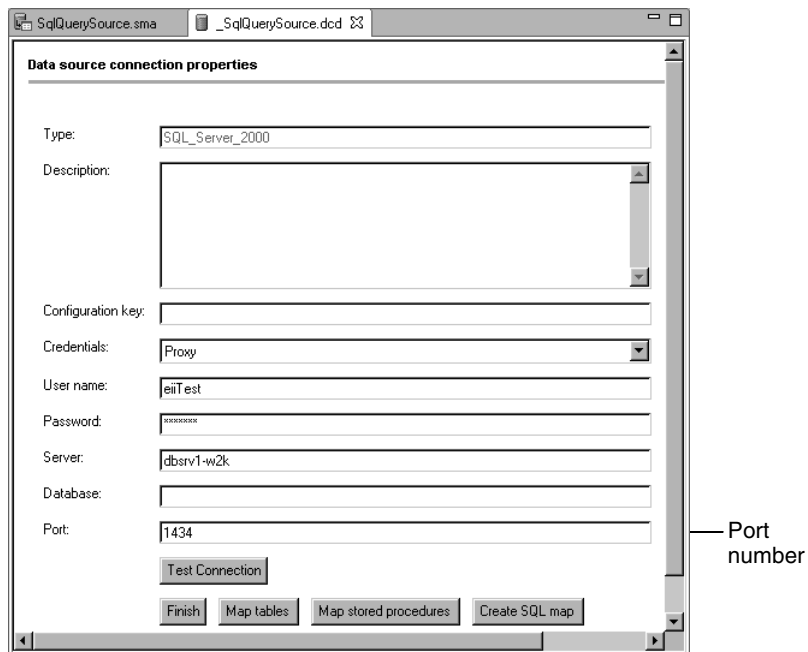 SqlQuerySource.sma _SqlQuerySource.dcd
Data source connection properties
Type: SQL_Server_2000
Description:
Configuration key:
Credentials: Proxy
User name: eiiTest
Password: *******
Server: dbsrv1-w2k
Database:
Port: 1434
Port
number
Test Connection
Finish Map tables Map stored procedures Create SQL map